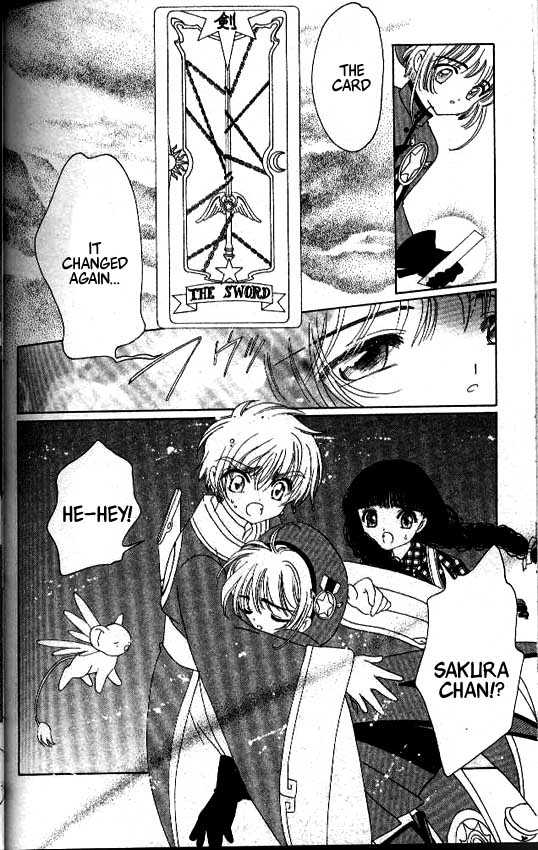 THE
CARD
剣
THE SWORD
IT
CHANGED
AGAIN...
HE-HEY!
SAKURA
CHAN!?